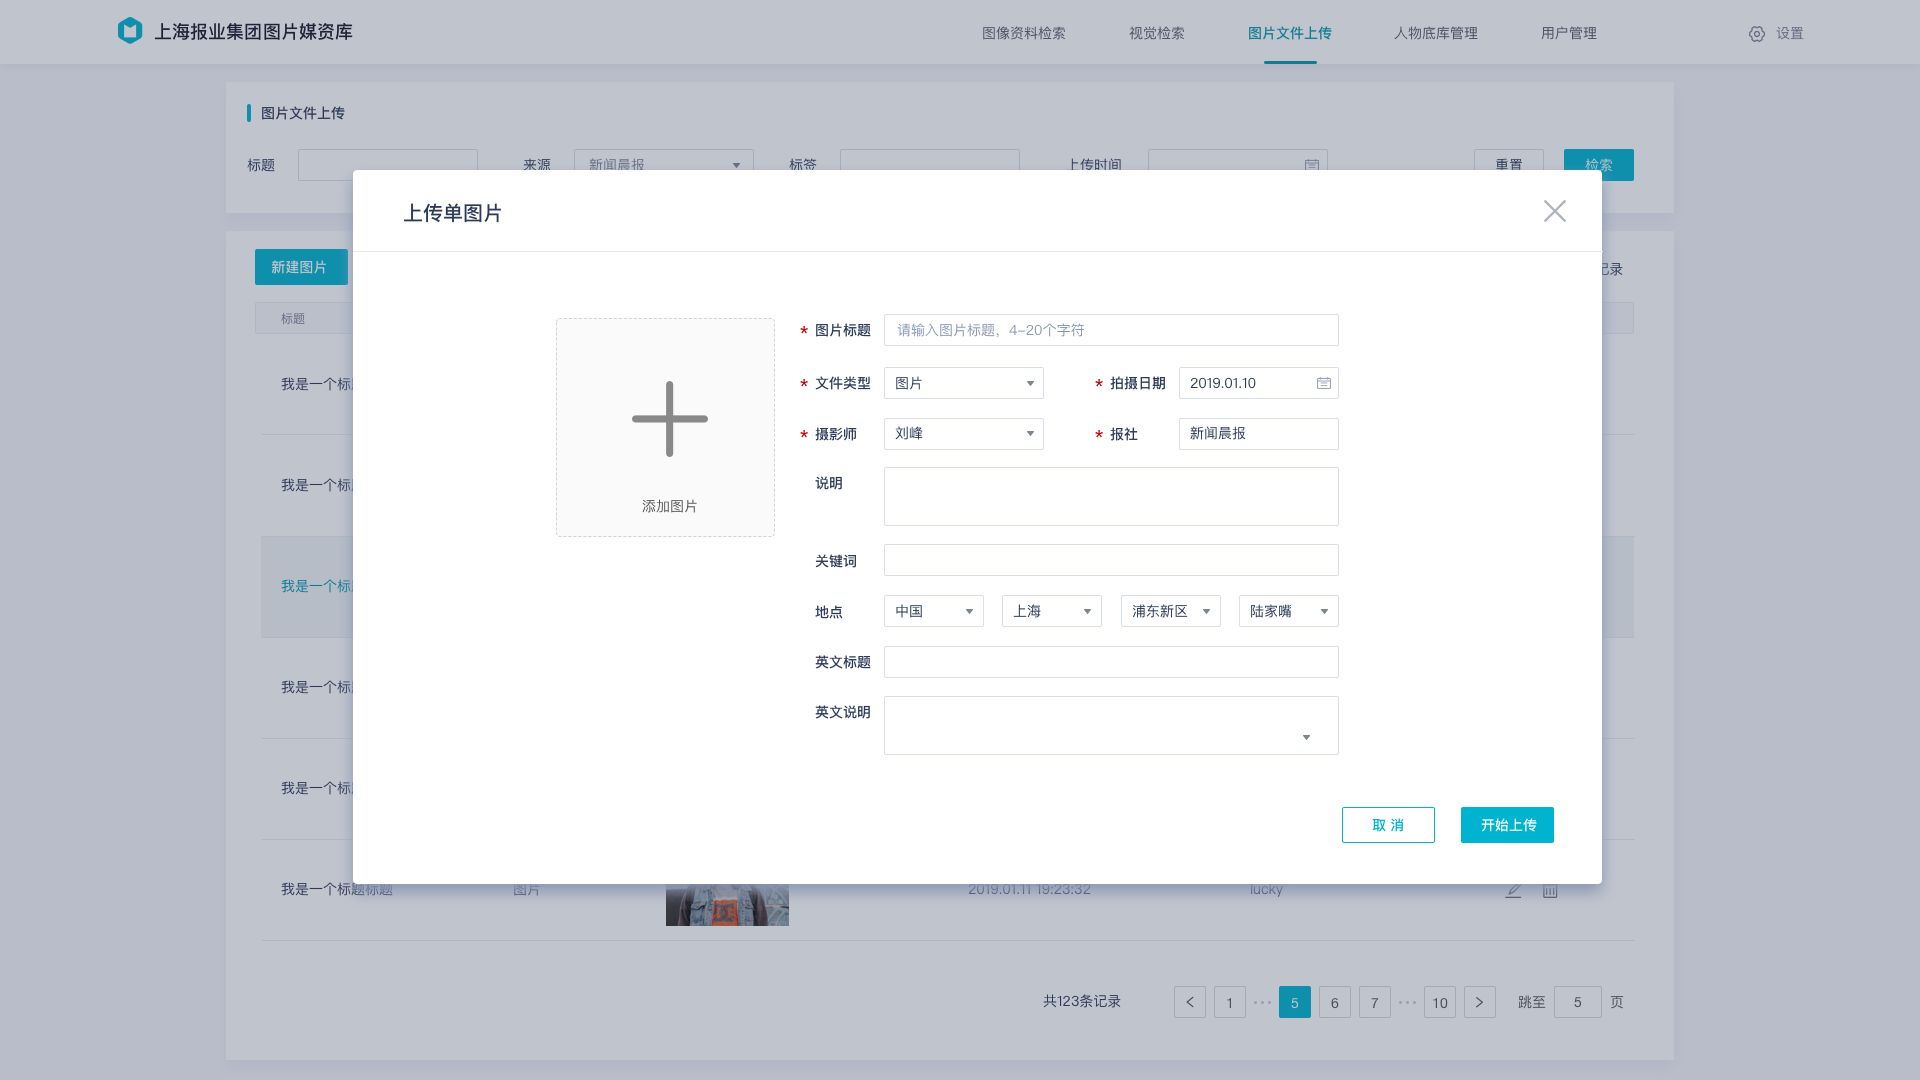 上海报业集团图片媒资库
图像资料检索
视觉检索
图片文件上传
人物底库管理
用户管理
设置
图片文件上传
标题
来源
新闻晨报
标签
上传时间
重置
检索
上传单图片
新建图片
记录
标题
我是一个标题
我是一个标题
我是一个标题
我是一个标题
我是一个标题
添加图片
* 图片标题
请输入图片标题，4-20个字符
* 文件类型
图片
* 拍摄日期
2019.01.10
* 摄影师
刘峰
* 报社
新闻晨报
说明
关键词
地点
中国
上海
浦东新区
陆家嘴
英文标题
英文说明
取 消
开始上传
我是一个标题标题
图片
2019.01.11 19:23:32
lucky
共123条记录
< 1 ··· 5 6 7 ··· 10 > 跳至 5 页